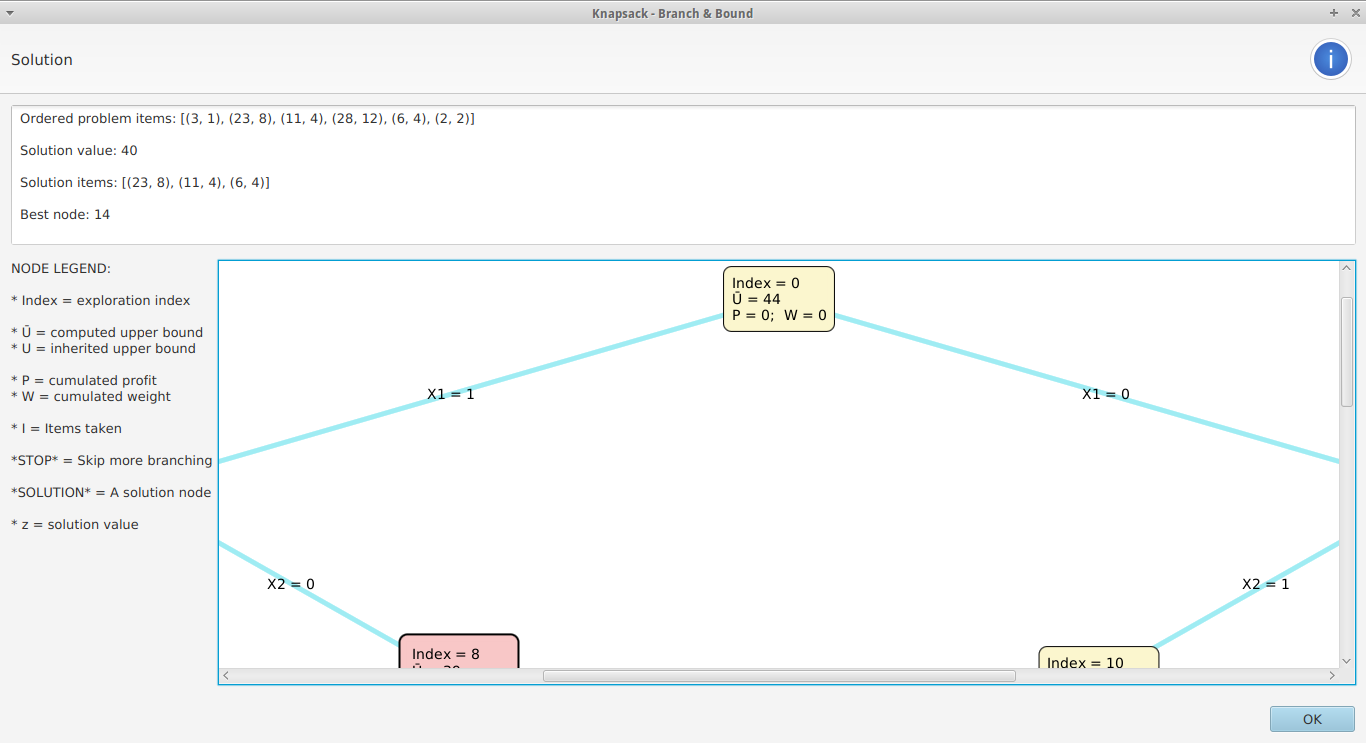 Knapsack - Branch & Bound
Solution
Ordered problem items: [(3, 1), (23, 8), (11, 4), (28, 12), (6, 4), (2, 2)]
Solution value: 40
Solution items: [(23, 8), (11, 4), (6, 4)]
Best node: 14
NODE LEGEND:
* Index = exploration index
* Ū = computed upper bound
* U = inherited upper bound
* P = cumulated profit
* W = cumulated weight
* I = Items taken
*STOP* = Skip more branching
*SOLUTION* = A solution node
* z = solution value
Index = 0
Ū = 44
P = 0;  W = 0
X1 = 1
X1 = 0
X2 = 0
X2 = 1
Index = 8
Index = 10
OK